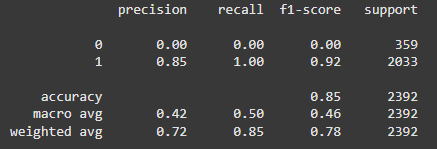 precision recall f1-score support
0 0.00 0.00 0.00 359
1 0.85 1.00 0.92 2033
accuracy 0.85 2392
macro avg 0.42 0.50 0.46 2392
weighted avg 0.72 0.85 0.78 2392